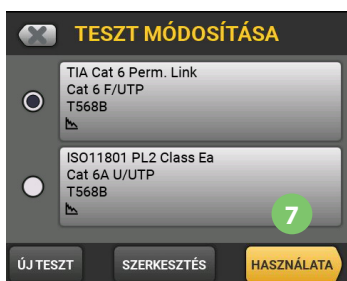 TESZT MÓDOSÍTÁSA
TIA Cat 6 Perm. Link
Cat 6 F/UTP
T568B
ISO11801 PL2 Class Ea
Cat 6A U/UTP
T568B
7
ÚJ TESZT SZERKESZTÉS HASZNÁLATA